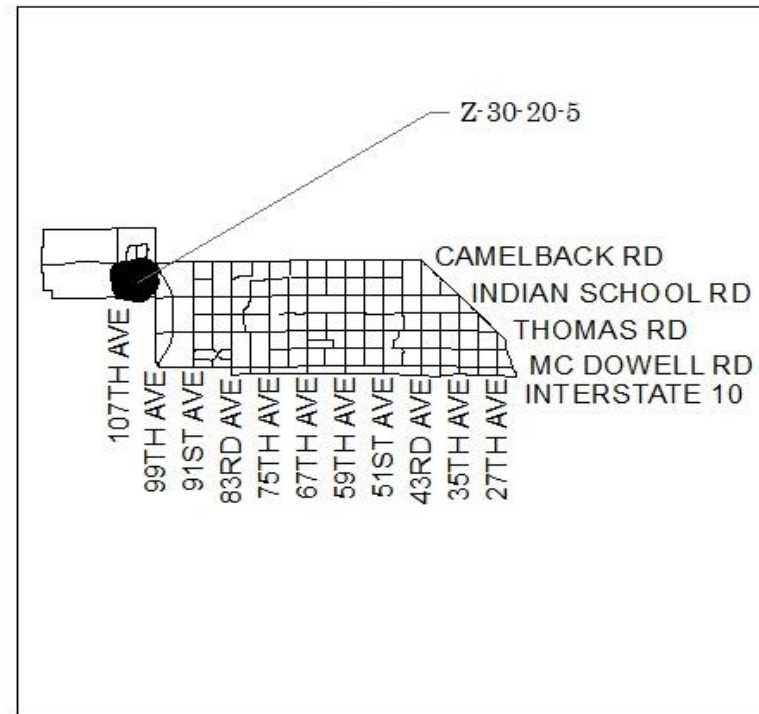 Z-30-20-5
CAMELBACK RD
INDIAN SCHOOL RD
THOMAS RD
MC DOWELL RD
INTERSTATE 10
107TH AVE
99TH AVE
91ST AVE
83RD AVE
75TH AVE
67TH AVE
59TH AVE
51ST AVE
43RD AVE
35TH AVE
27TH AVE